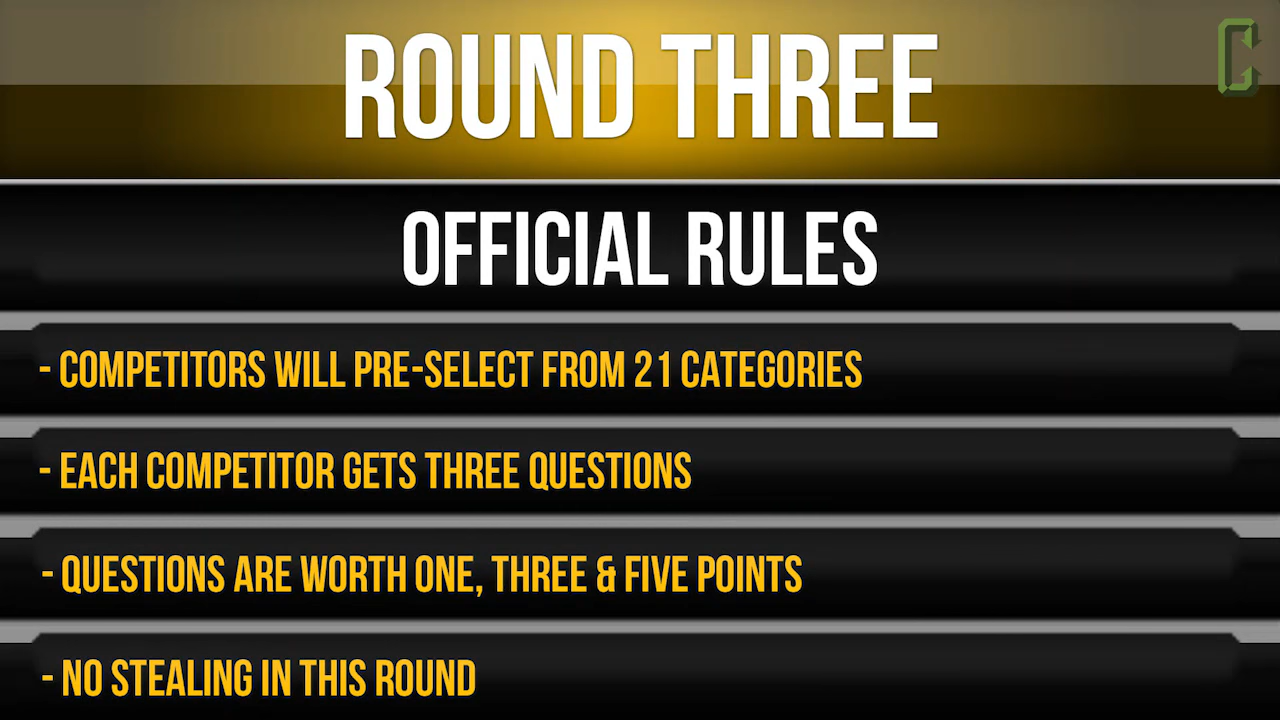 ROUND THREE
OFFICIAL RULES
- COMPETITORS WILL PRE-SELECT FROM 21 CATEGORIES
- EACH COMPETITOR GETS THREE QUESTIONS
- QUESTIONS ARE WORTH ONE, THREE & FIVE POINTS
- NO STEALING IN THIS ROUND